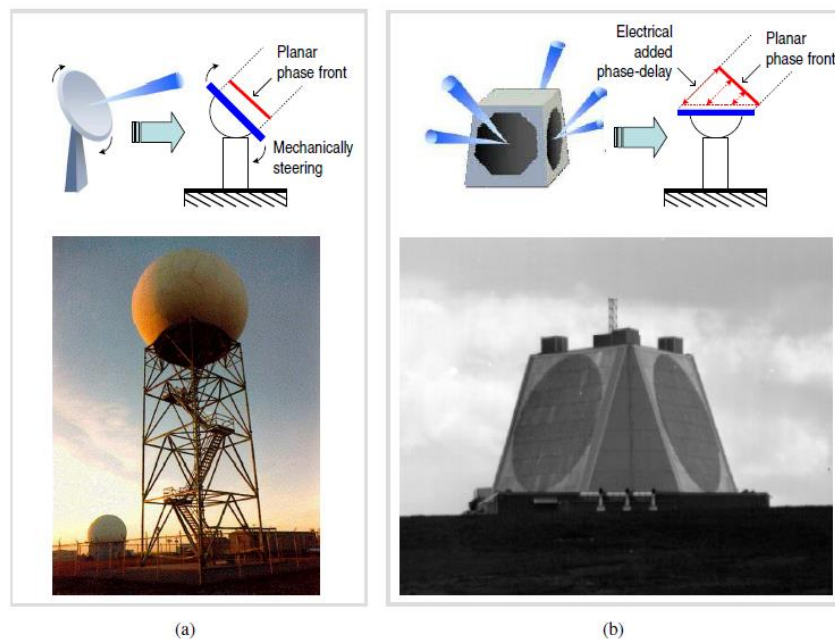 Planar
phase front
Mechanically
steering
Electrical
added
phase-delay
Planar
phase front
(a)
(b)